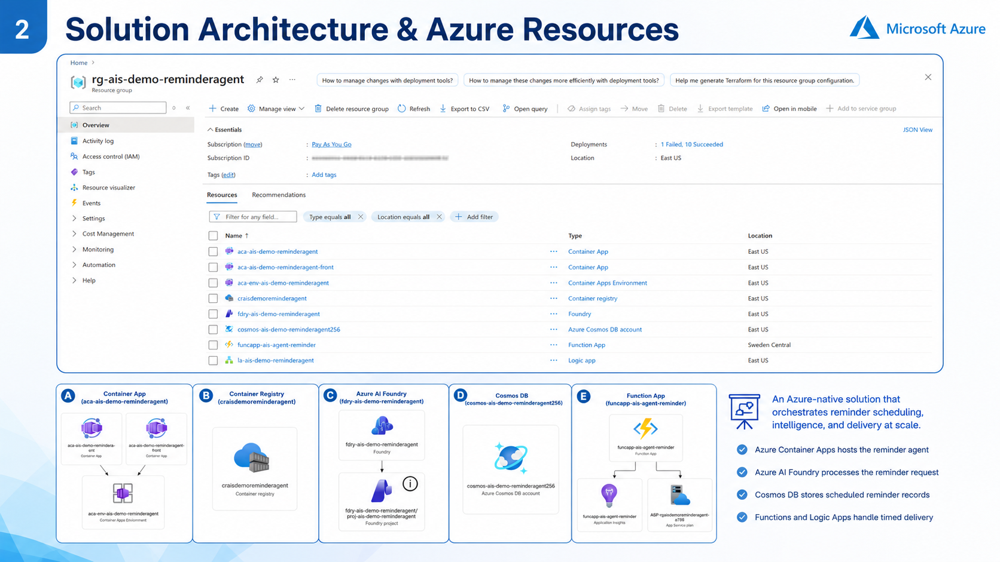 2
Solution Architecture & Azure Resources
Microsoft Azure
Home
rg-ais-demo-reminderagent
Resource group
How to manage changes with deployment tools?
How to manage these changes more efficiently with deployment tools?
Help me generate Terraform for this resource group configuration.
Search
Create
Manage view
Delete resource group
Refresh
Export to CSV
Open query
Assign tags
Move
Delete
Export template
Open in mobile
Add to service group
Overview
Activity log
Access control (IAM)
Tags
Resource visualizer
Events
Settings
Cost Management
Monitoring
Automation
Help
Essentials
JSON View
Subscription (move) : Pay As You Go
Deployments : 1 Failed, 10 Succeeded
Subscription ID :
Location : East US
Tags (edit) : Add tags
Resources Recommendations
Filter for any field...
Type equals all
Location equals all
Add filter
Name ↑ Type Location
aca-ais-demo-reminderagent ... Container App East US
aca-ais-demo-reminderagent-front ... Container App East US
aca-env-ais-demo-reminderagent ... Container Apps Environment East US
craisdemoreminderagent ... Container registry East US
fdry-ais-demo-reminderagent ... Foundry East US
cosmos-ais-demo-reminderagent256 ... Azure Cosmos DB account East US
funcapp-ais-agent-reminder ... Function App Sweden Central
la-ais-demo-reminderagent ... Logic app East US
A
Container App
(aca-ais-demo-reminderagent)
aca-ais-demo-remindera-
ent
Container App
aca-ais-demo-reminderagent-
front
Container App
aca-env-ais-demo-reminderagent
Container Apps Environment
B
Container Registry
(craisdemoreminderagent)
craisdemoreminderagent
Container registry
C
Azure AI Foundry
(fdry-ais-demo-reminderagent)
fdry-ais-demo-reminderagent
Foundry
fdry-ais-demo-reminderagent/
proj-ais-demo-reminderagent
Foundry project
D
Cosmos DB
(cosmos-ais-demo-reminderagent256)
cosmos-ais-demo-reminderagent256
Azure Cosmos DB account
E
Function App
(funcapp-ais-agent-reminder)
funcapp-ais-agent-reminder
Function App
funcapp-ais-agent-reminder
Application Insights
ASP-rgaisdemoreminderagent-
a798
App Service plan
An Azure-native solution that
orchestrates reminder scheduling,
intelligence, and delivery at scale.
Azure Container Apps hosts the reminder agent
Azure AI Foundry processes the reminder request
Cosmos DB stores scheduled reminder records
Functions and Logic Apps handle timed delivery